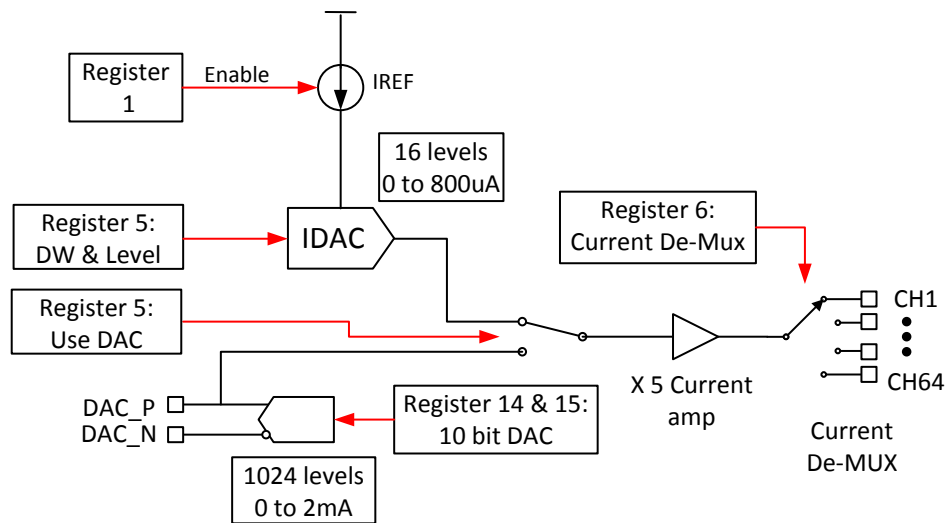 Register
1
Enable
IREF
16 levels
0 to 800uA
Register 5:
DW & Level
IDAC
Register 6:
Current De-Mux
Register 5:
Use DAC
CH1
CH64
X 5 Current
amp
DAC_P
DAC_N
Register 14 & 15:
10 bit DAC
Current
De-MUX
1024 levels
0 to 2mA